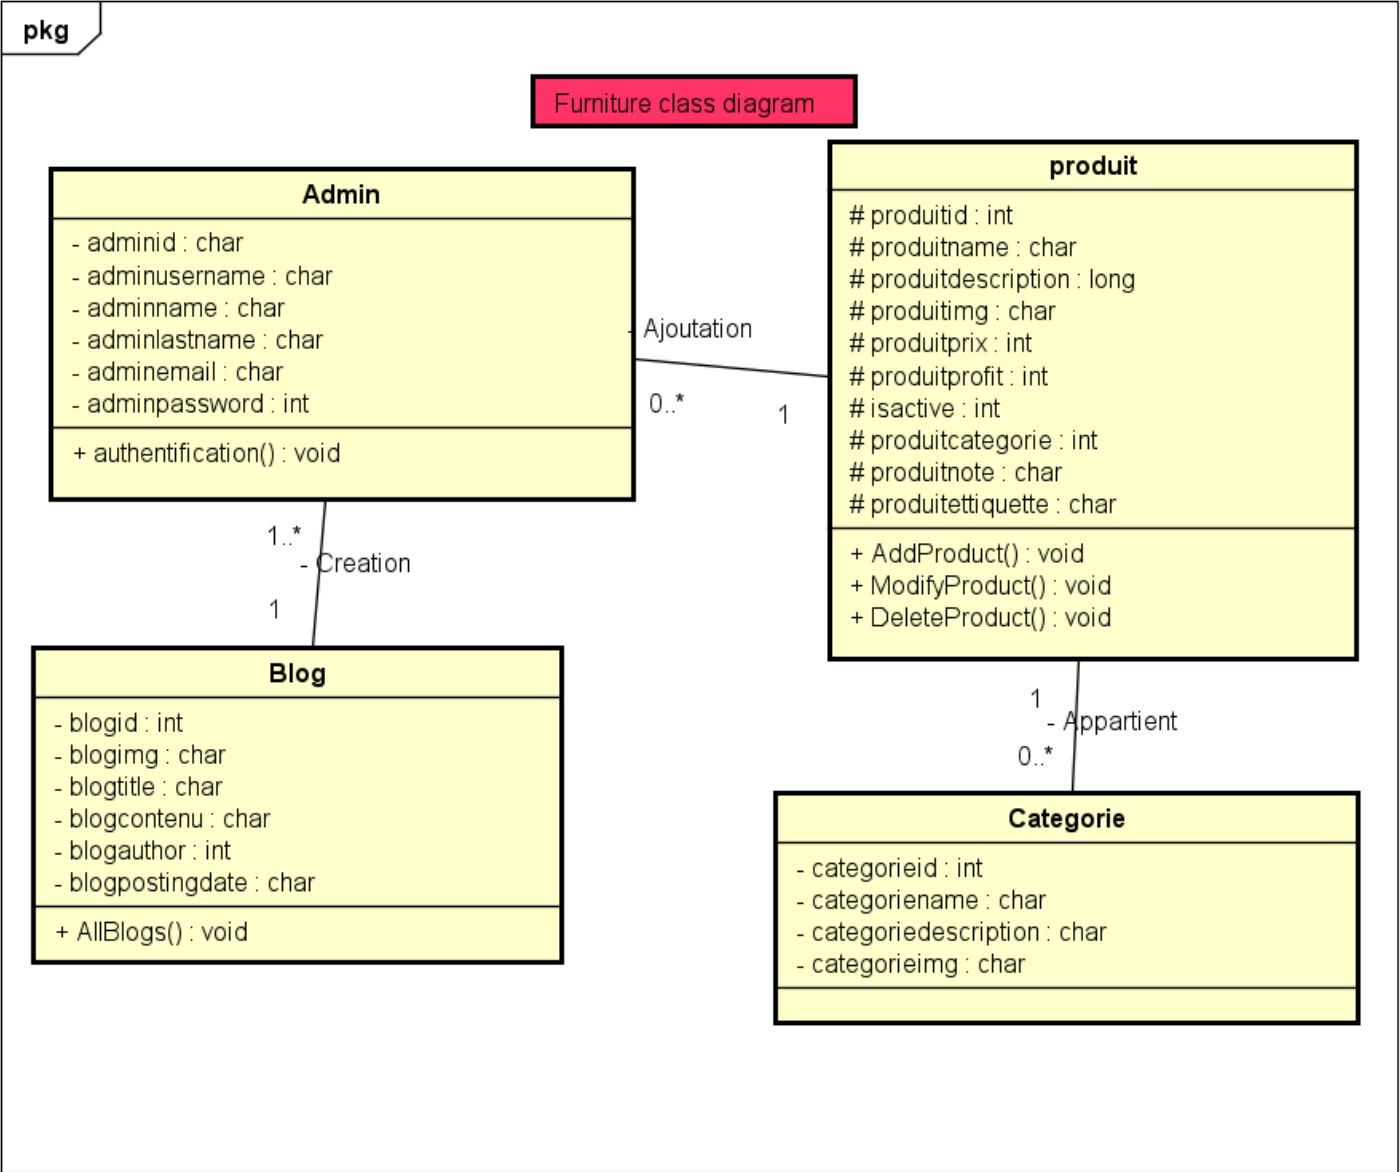 pkg
Furniture class diagram
Admin
- adminid : char
- adminusername : char
- adminname : char
- adminlastname : char
- adminemail : char
- adminpassword : int
+ authentification() : void
- Ajoutation
0..*
1
produit
# produitid : int
# produitname : char
# produitdescription : long
# produitimg : char
# produitprix : int
# produitprofit : int
# isactive : int
# produitcategorie : int
# produitnote : char
# produitettiquette : char
+ AddProduct() : void
+ ModifyProduct() : void
+ DeleteProduct() : void
1..*
- Creation
1
Blog
- blogid : int
- blogimg : char
- blogtitle : char
- blogcontenu : char
- blogauthor : int
- blogpostingdate : char
+ AllBlogs() : void
1
- Appartient
0..*
Categorie
- categorieid : int
- categoriename : char
- categoriedescription : char
- categorieimg : char